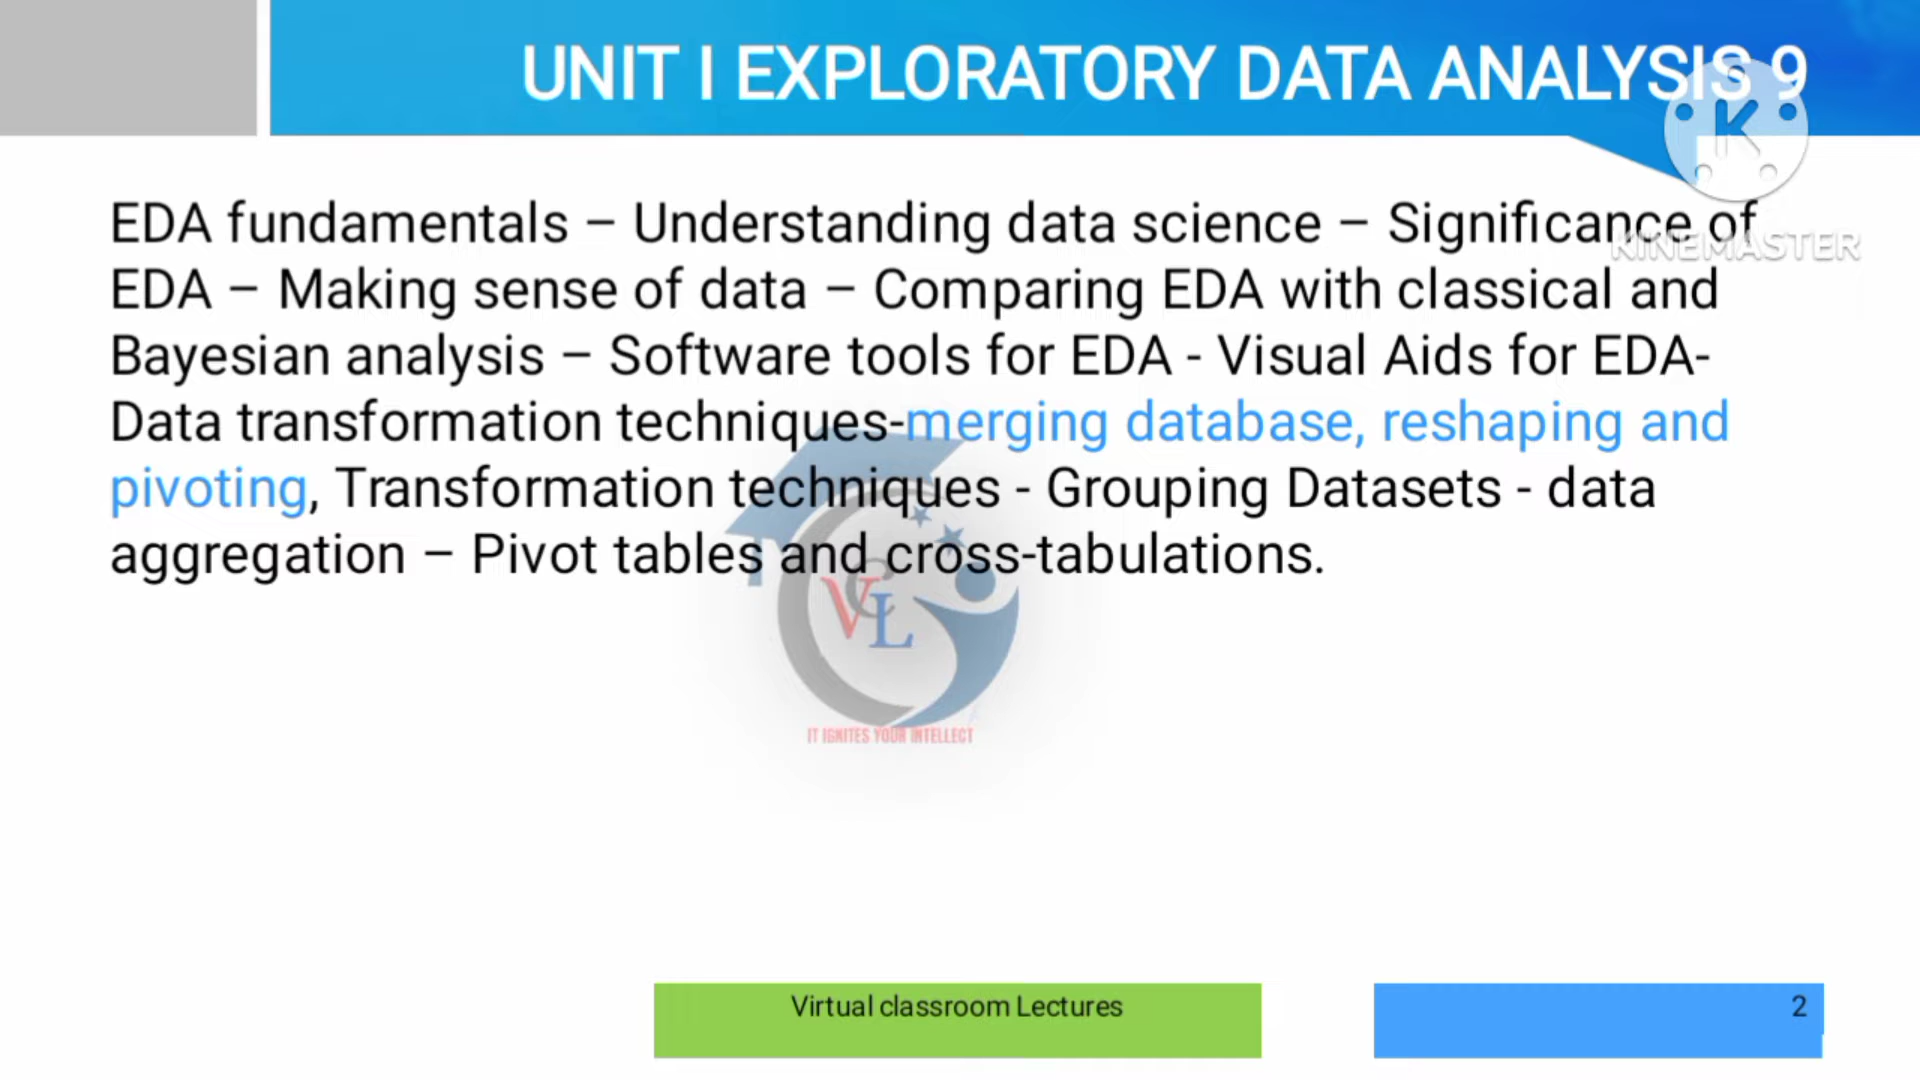 UNIT I EXPLORATORY DATA ANALYSIS 9
K
KINEMASTER
EDA fundamentals – Understanding data science – Significance of
EDA – Making sense of data – Comparing EDA with classical and
Bayesian analysis – Software tools for EDA - Visual Aids for EDA-
Data transformation techniques-merging database, reshaping and
pivoting, Transformation techniques - Grouping Datasets - data
aggregation – Pivot tables and cross-tabulations.
VCL
IT IGNITES YOUR INTELLECT
Virtual classroom Lectures
2